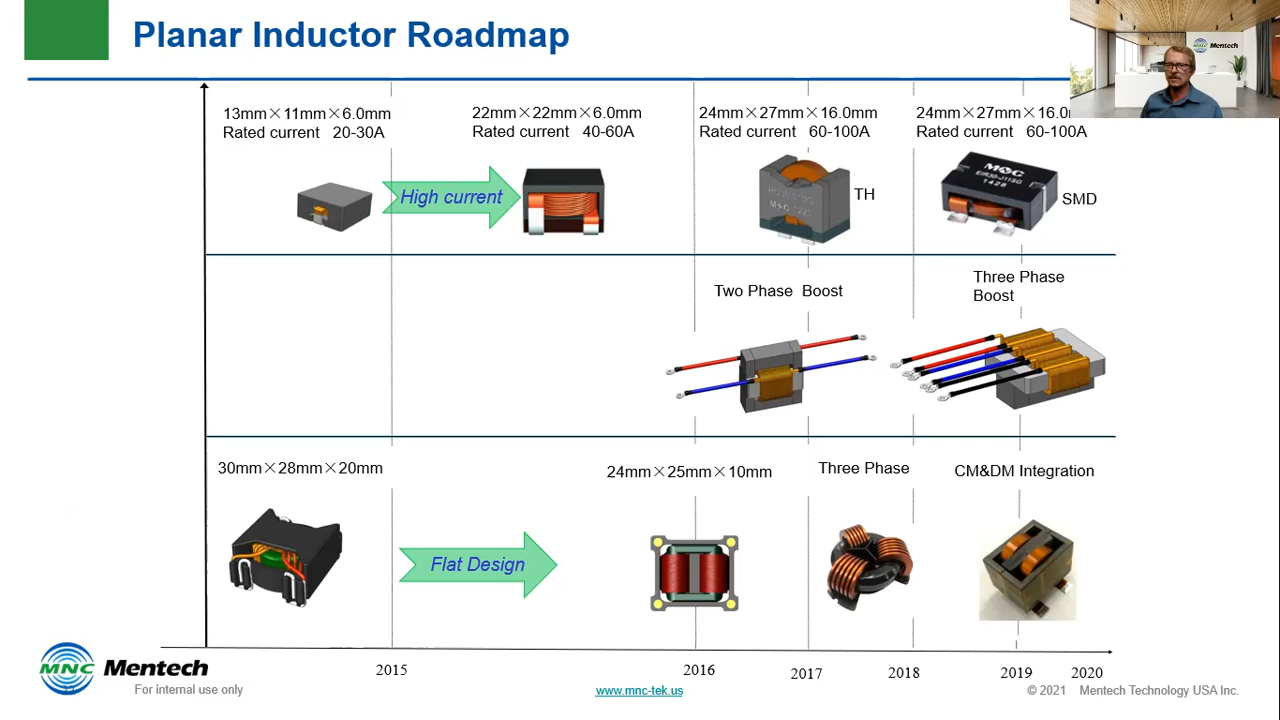 Planar Inductor Roadmap
MNC Mentech
13mm×11mm×6.0mm
Rated current 20-30A
22mm×22mm×6.0mm
Rated current 40-60A
24mm×27mm×16.0mm
Rated current 60-100A
24mm×27mm×16.0
Rated current 60-100A
High current
TH
MOC
1428
SMD
Two Phase Boost
Three Phase
Boost
30mm×28mm×20mm
24mm×25mm×10mm
Three Phase
CM&DM Integration
Flat Design
2015
2016
2017
2018
2019
2020
MNC Mentech
For internal use only
www.mnc-tek.us
© 2021 Mentech Technology USA Inc.